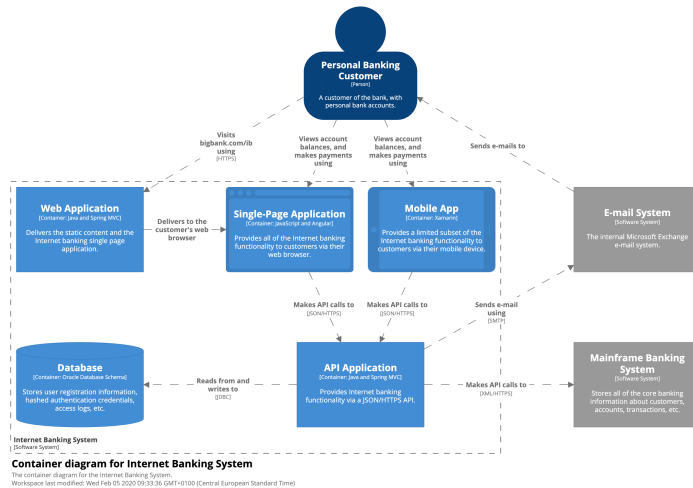 Personal Banking
Customer
[Person]
A customer of the bank, with
personal bank accounts.
Visits
bigbank.com/ib
using
[HTTPS]
Views account
balances, and
makes payments
using
Views account
balances, and
makes payments
using
Sends e-mails to
Web Application
[Container: Java and Spring MVC]
Delivers the static content and the
Internet banking single page
application.
Delivers to the
customer's web
browser
Single-Page Application
[Container: JavaScript and Angular]
Provides all of the Internet banking
functionality to customers via their
web browser.
Mobile App
[Container: Xamarin]
Provides a limited subset of the
Internet banking functionality to
customers via their mobile device.
E-mail System
[Software System]
The internal Microsoft Exchange
e-mail system.
Makes API calls to
[JSON/HTTPS]
Makes API calls to
[JSON/HTTPS]
Sends e-mail
using
[SMTP]
Database
[Container: Oracle Database Schema]
Stores user registration information,
hashed authentication credentials,
access logs, etc.
Reads from and
writes to
[JDBC]
API Application
[Container: Java and Spring MVC]
Provides Internet banking
functionality via a JSON/HTTPS API.
Makes API calls to
[XML/HTTPS]
Mainframe Banking
System
[Software System]
Stores all of the core banking
information about customers,
accounts, transactions, etc.
Internet Banking System
[Software System]
Container diagram for Internet Banking System
The container diagram for the Internet Banking System.
Workspace last modified: Wed Feb 05 2020 09:33:36 GMT+0100 (Central European Standard Time)